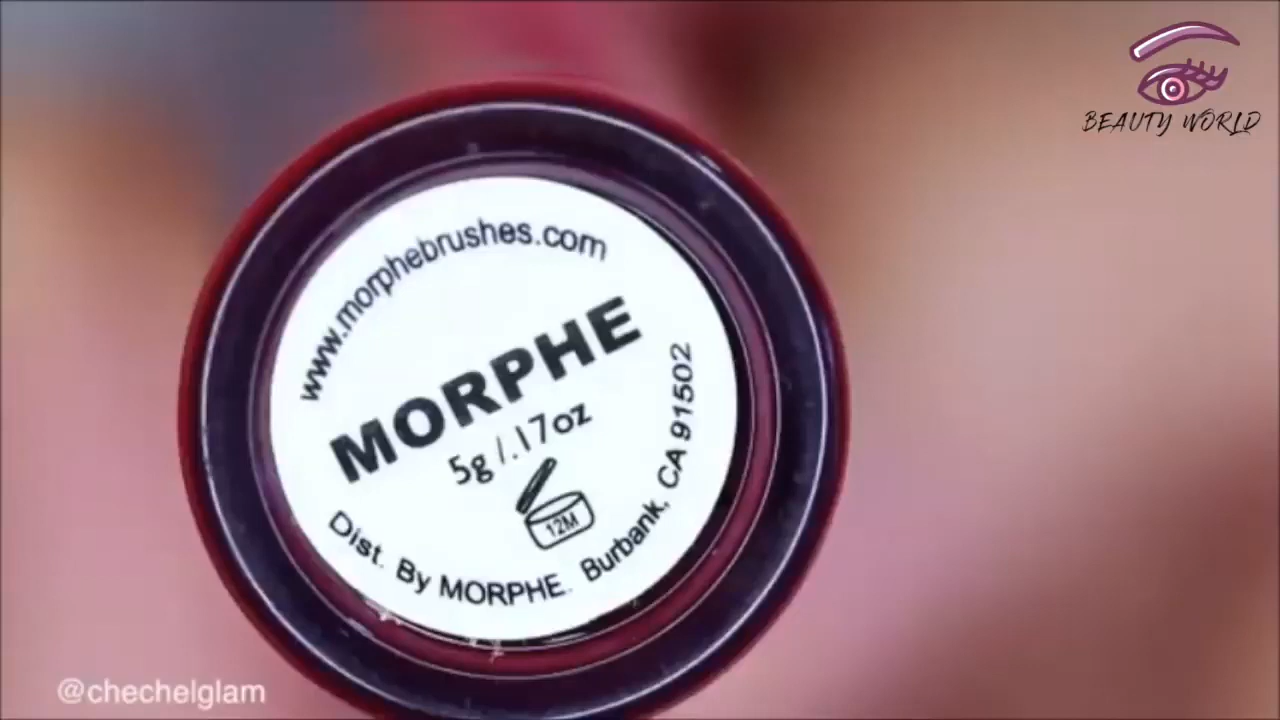 BEAUTY WORLD
www.morphebrushes.com
MORPHE
5g /.17oz
12M
Dist. By MORPHE. Burbank, CA 91502
@chechelglam